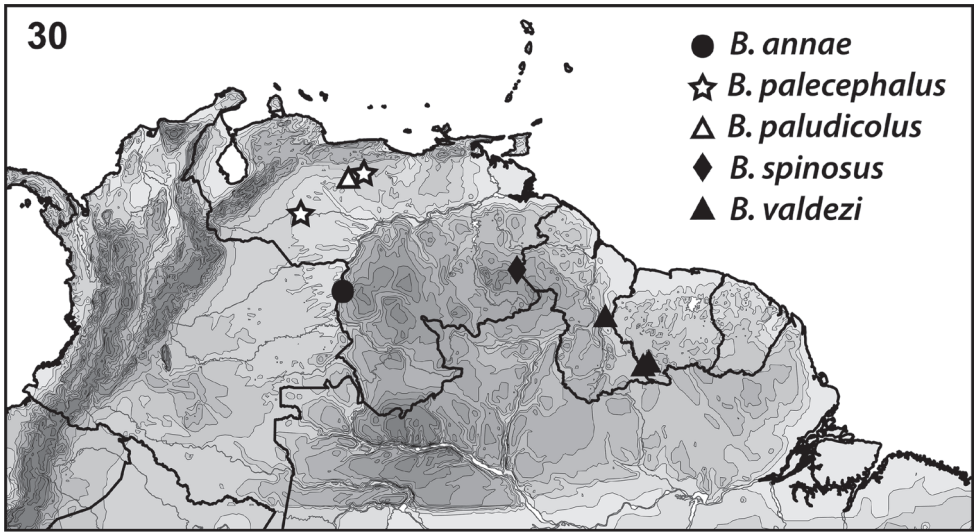 30
B. annae
B. palecephalus
B. paludicolus
B. spinosus
B. valdezi